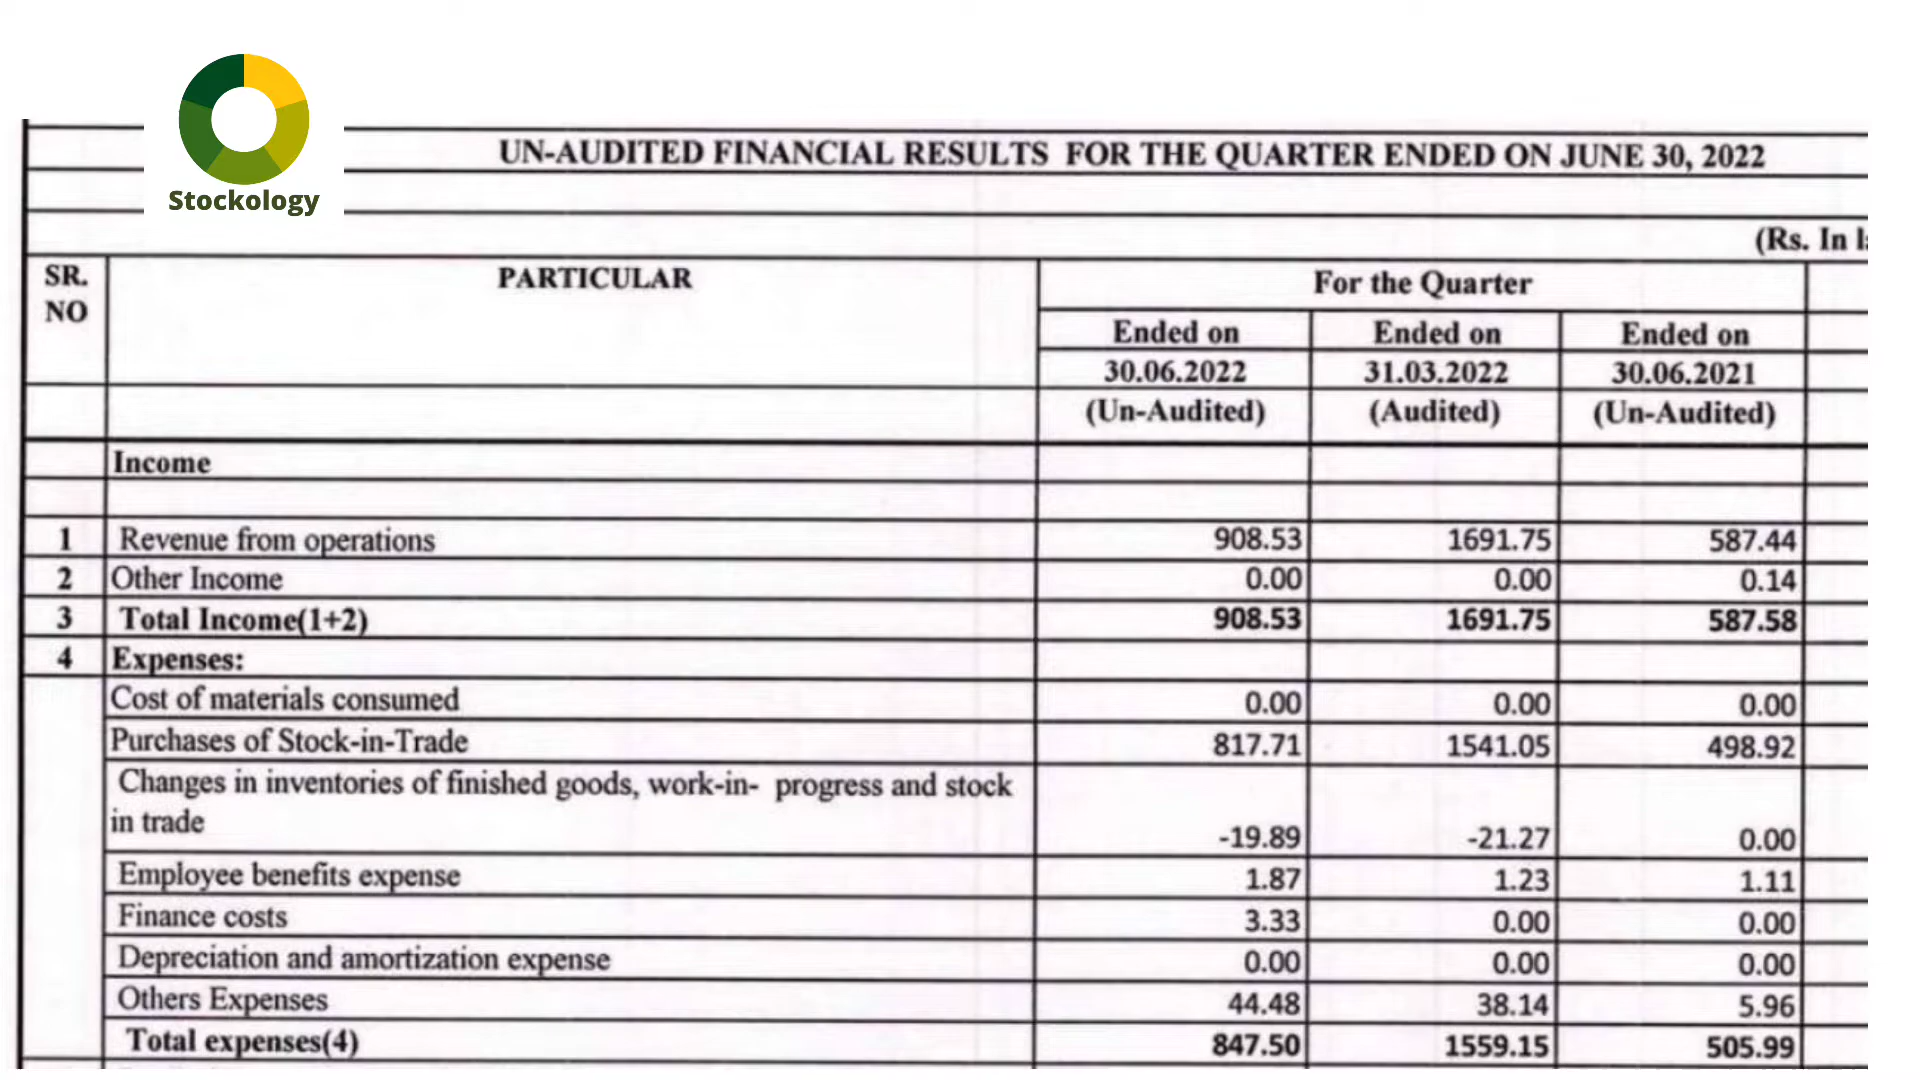 Stockology
UN-AUDITED FINANCIAL RESULTS FOR THE QUARTER ENDED ON JUNE 30, 2022
(Rs. In
SR.
NO
PARTICULAR
For the Quarter
Ended on Ended on Ended on
30.06.2022 31.03.2022 30.06.2021
(Un-Audited) (Audited) (Un-Audited)
Income
1 Revenue from operations 908.53 1691.75 587.44
2 Other Income 0.00 0.00 0.14
3 Total Income(1+2) 908.53 1691.75 587.58
4 Expenses:
Cost of materials consumed 0.00 0.00 0.00
Purchases of Stock-in-Trade 817.71 1541.05 498.92
Changes in inventories of finished goods, work-in- progress and stock
in trade -19.89 -21.27 0.00
Employee benefits expense 1.87 1.23 1.11
Finance costs 3.33 0.00 0.00
Depreciation and amortization expense 0.00 0.00 0.00
Others Expenses 44.48 38.14 5.96
Total expenses(4) 847.50 1559.15 505.99